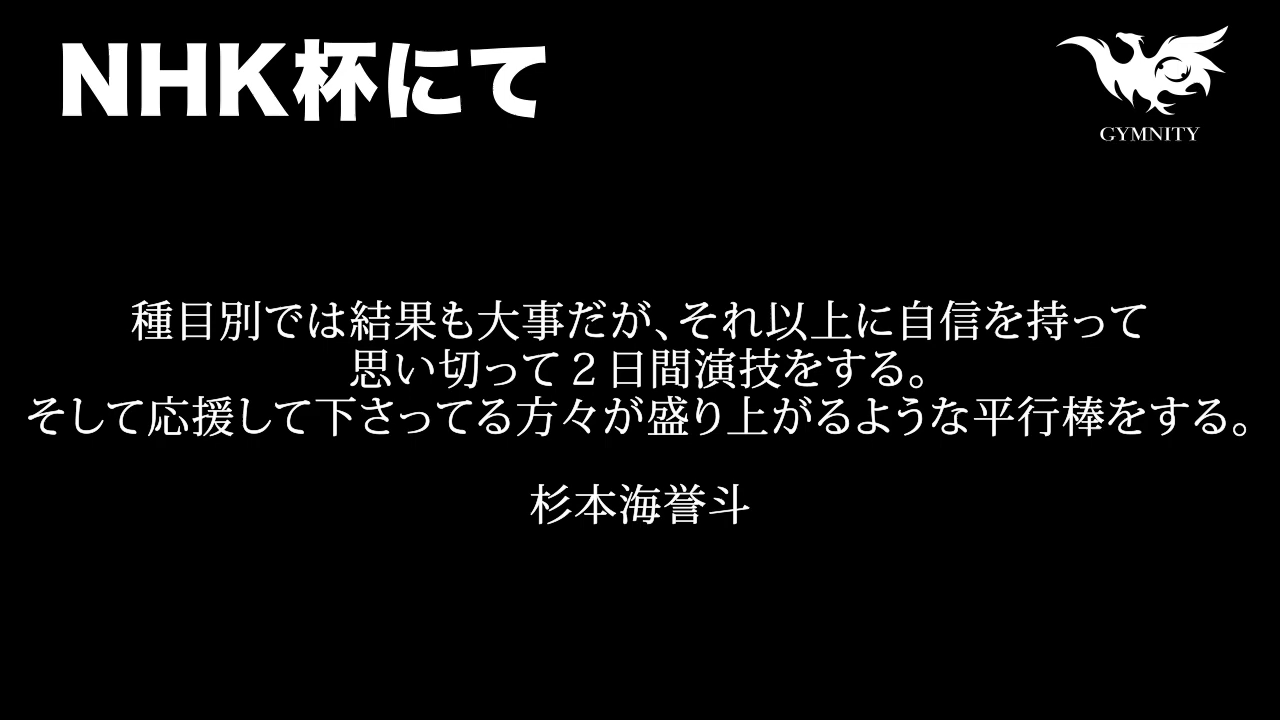 NHK杯にて
GYMNITY
種目別では結果も大事だが、それ以上に自信を持って
思い切って２日間演技をする。
そして応援して下さってる方々が盛り上がるような平行棒をする。
杉本海誉斗